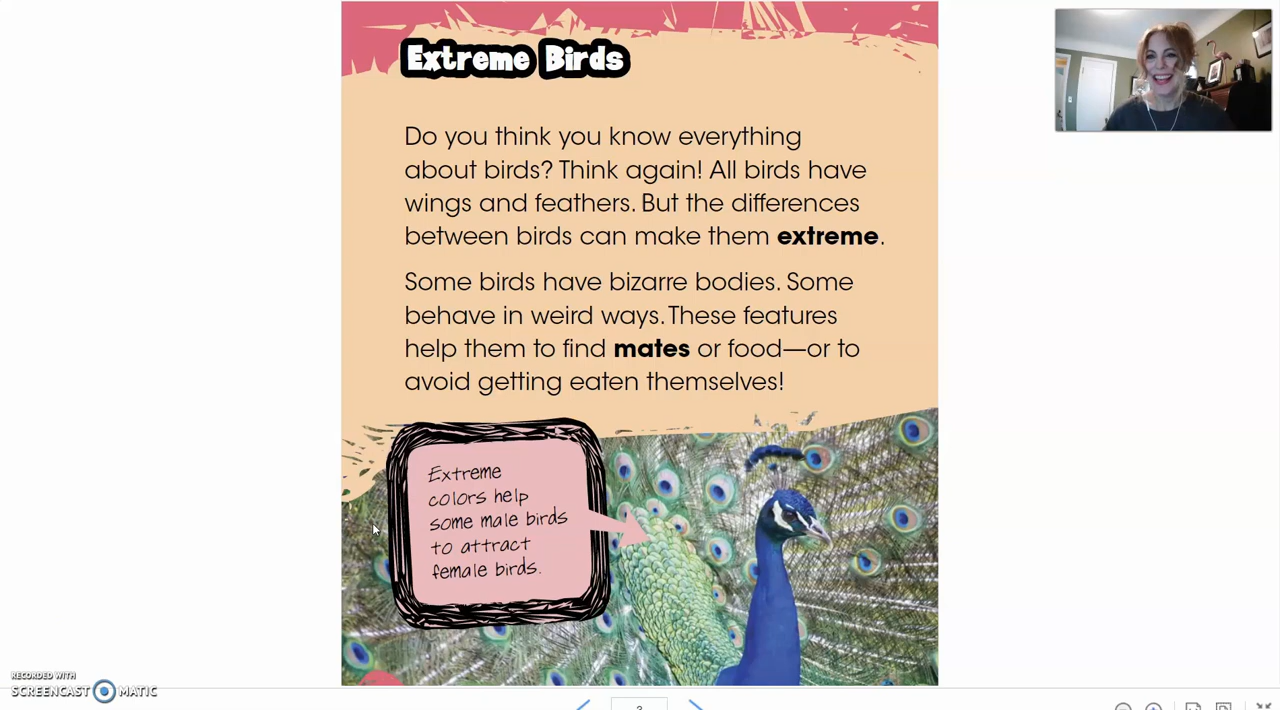 Extreme Birds
Do you think you know everything
about birds? Think again! All birds have
wings and feathers. But the differences
between birds can make them extreme.
Some birds have bizarre bodies. Some
behave in weird ways. These features
help them to find mates or food—or to
avoid getting eaten themselves!
Extreme
colors help
some male birds
to attract
female birds.
RECORDED WITH
SCREENCAST MATIC